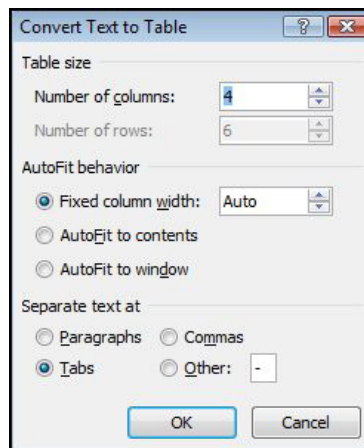 Convert Text to Table
Table size
Number of columns: 4
Number of rows: 6
AutoFit behavior
Fixed column width: Auto
AutoFit to contents
AutoFit to window
Separate text at
Paragraphs Commas
Tabs Other: -
OK Cancel